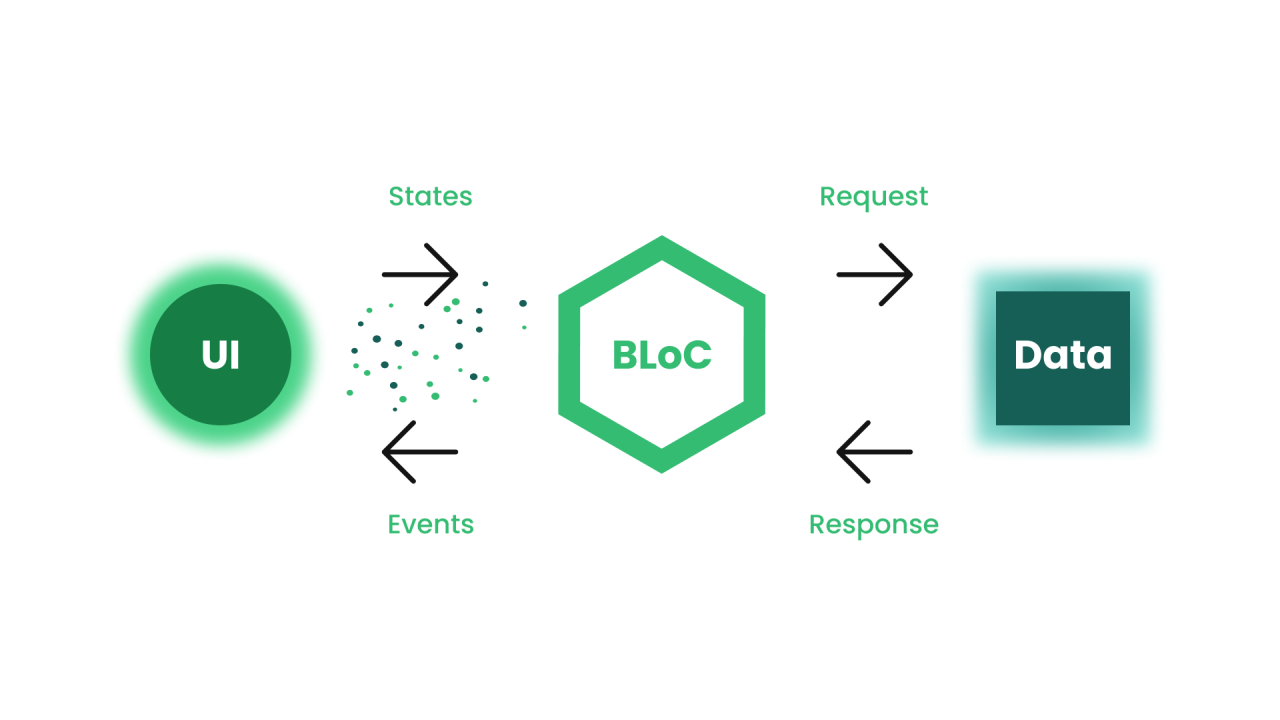 States
Request
UI
BLoC
Data
Events
Response